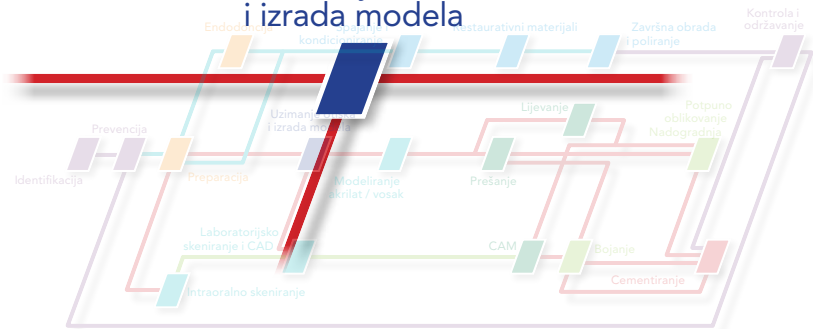 i izrada modela
Kontrola i
održavanje
Endodoncija
Spajanje i
kondicioniranje
Restaurativni materijali
Završna obrada
i poliranje
Uzimanje otiska
i izrada modela
Lijevanje
Potpuno
oblikovanje
Nadogradnja
Prevencija
Identifikacija
Preparacija
Modeliranje
akrilat / vosak
Prešanje
Laboratorijsko
skeniranje i CAD
CAM
Bojanje
Cementiranje
Intraoralno skeniranje